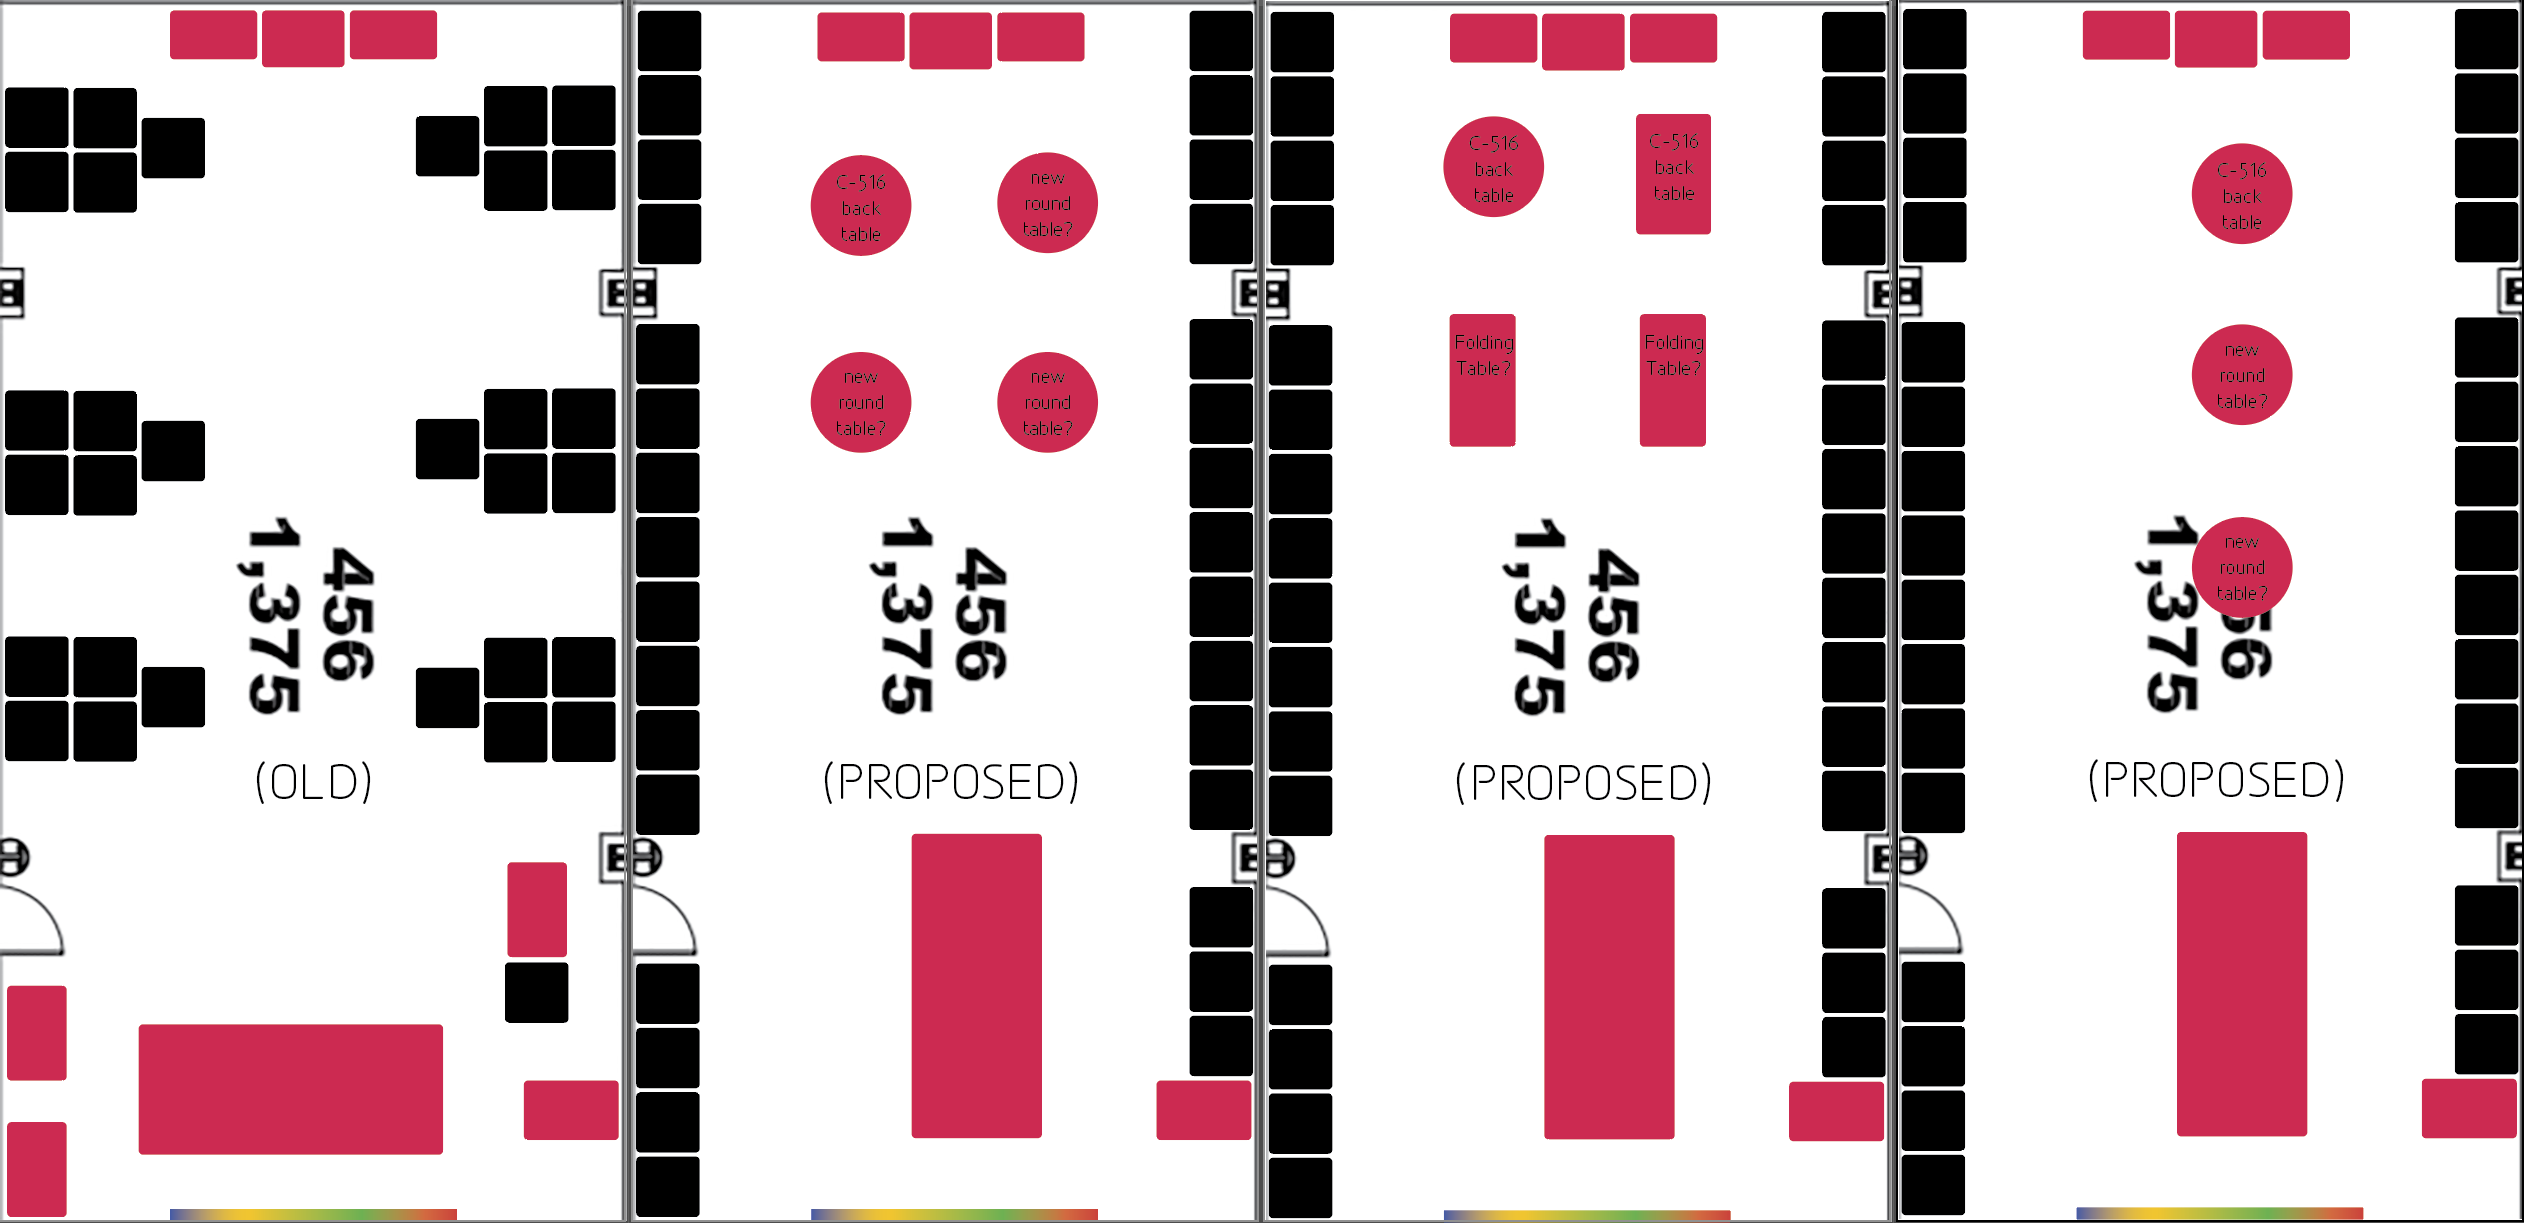 456
1,375
(OLD)
C-516
back
table
new
round
table?
new
round
table?
new
round
table?
456
1,375
(PROPOSED)
C-516
back
table
C-516
back
table
Folding
Table?
Folding
Table?
456
1,375
(PROPOSED)
C-516
back
table
new
round
table?
new
round
table?
56
1,375
(PROPOSED)